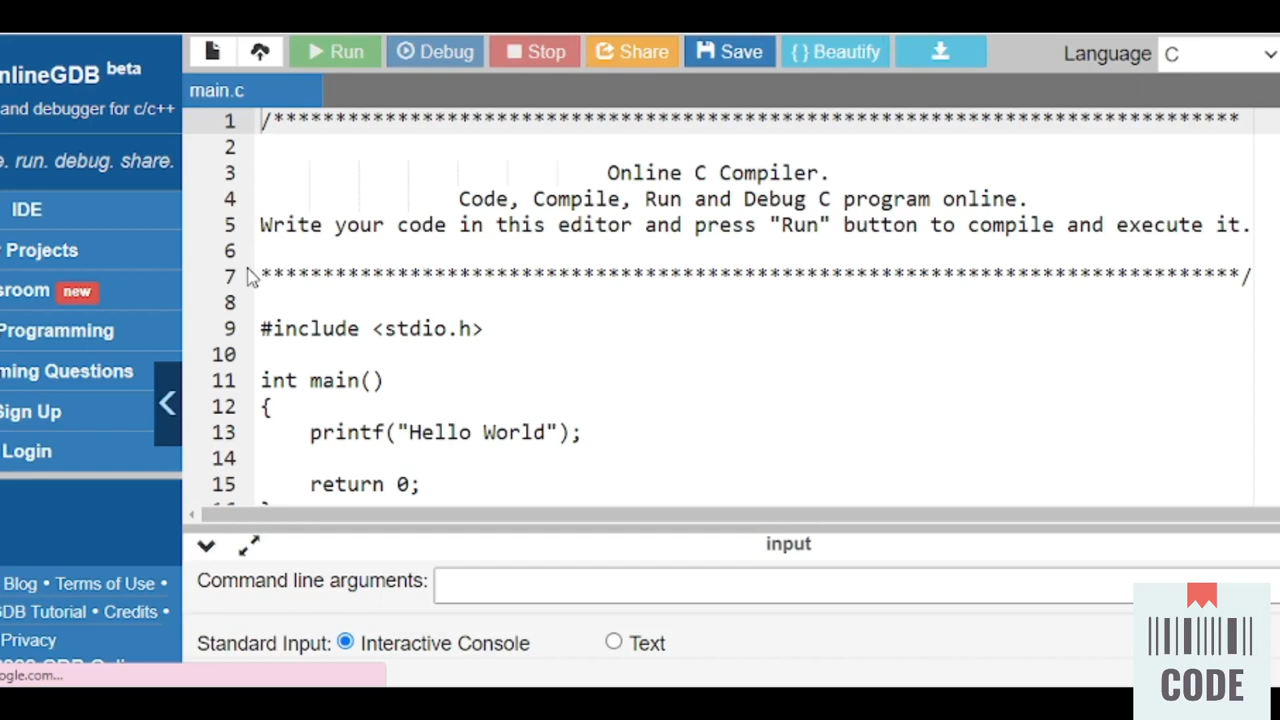 nlineGDB beta
and debugger for c/c++
e. run. debug. share.
IDE
Projects
sroom new
Programming
ming Questions
Sign Up
Login
Blog • Terms of Use •
GDB Tutorial • Credits •
Privacy
ogle.com...
Run Debug Stop Share Save { } Beautify Language C
main.c
1 /******************************************************************************
2
3 Online C Compiler.
4 Code, Compile, Run and Debug C program online.
5 Write your code in this editor and press "Run" button to compile and execute it.
6
7 *******************************************************************************/
8
9 #include <stdio.h>
10
11 int main()
12 {
13 printf("Hello World");
14
15 return 0;
input
Command line arguments:
Standard Input: Interactive Console Text
CODE